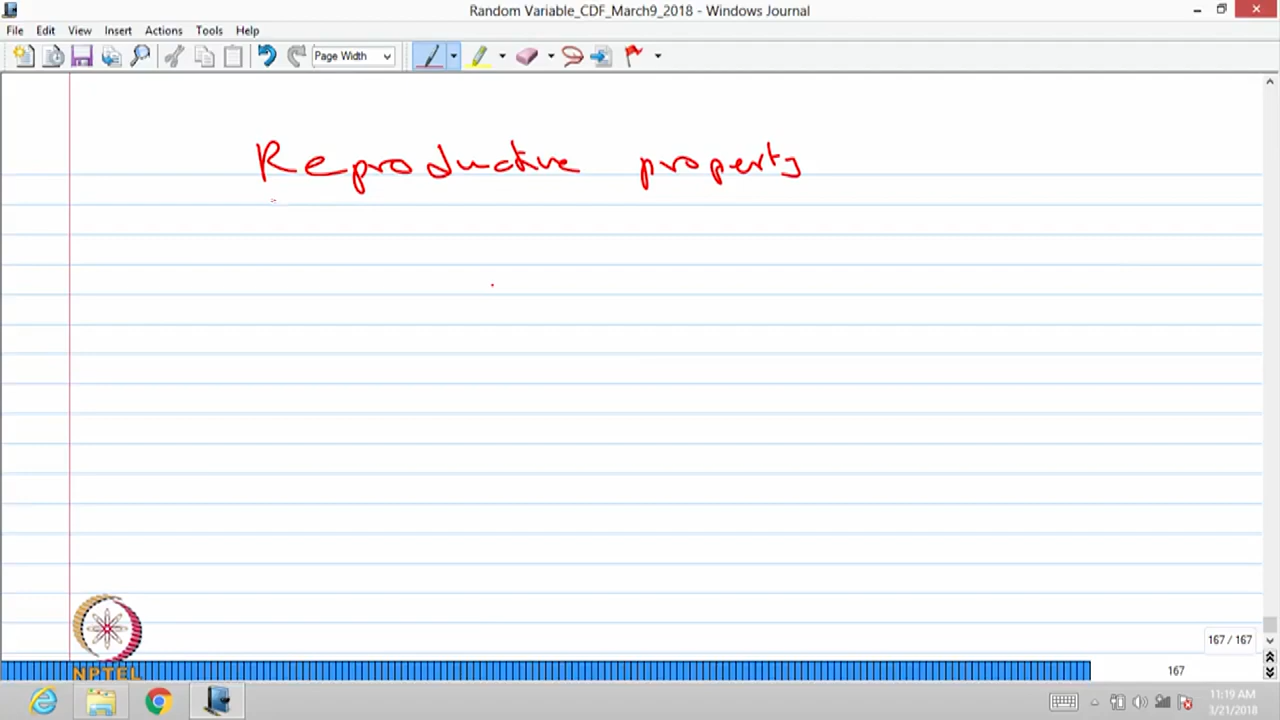 Random Variable_CDF_March9_2018 - Windows Journal
File Edit View Insert Actions Tools Help
Page Width
Reproductive property
167 / 167
NPTEL
167
11:19 AM
3/21/2018